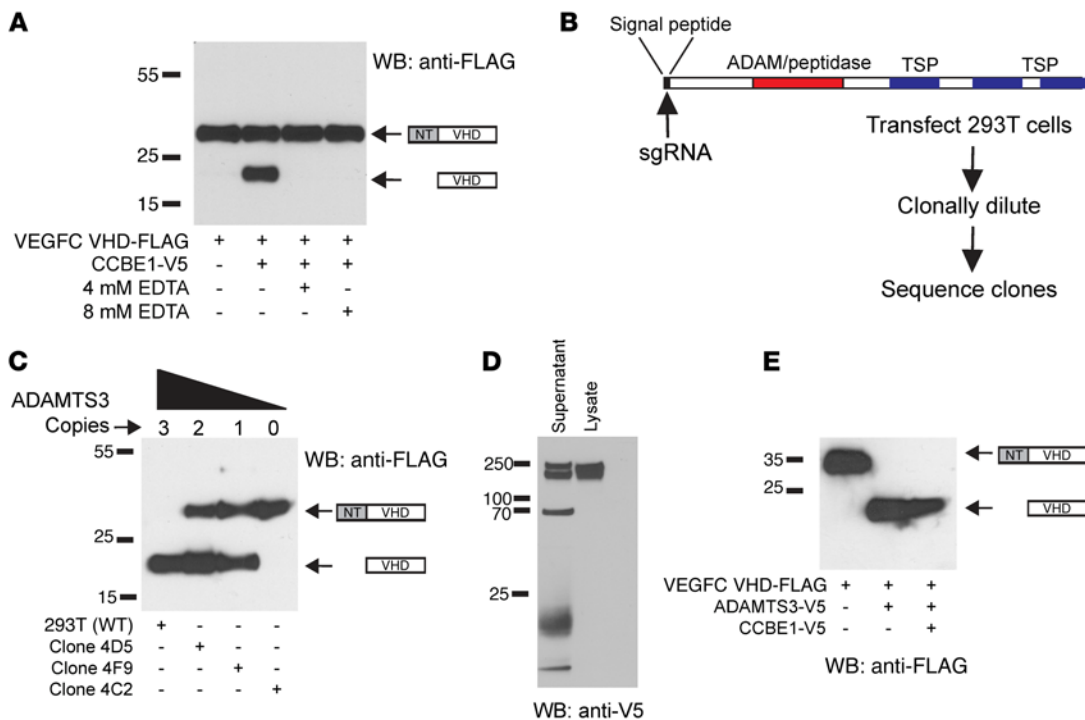 A
WB: anti-FLAG
55
25
15
NT VHD
VHD
VEGFC VHD-FLAG + + + +
CCBE1-V5 - + + +
4 mM EDTA - - + -
8 mM EDTA - - - +
B
Signal peptide
ADAM/peptidase
TSP TSP
sgRNA
Transfect 293T cells
Clonally dilute
Sequence clones
C
ADAMTS3
Copies 3 2 1 0
WB: anti-FLAG
55
25
15
NT VHD
VHD
293T (WT) + - - -
Clone 4D5 - + - -
Clone 4F9 - - + -
Clone 4C2 - - - +
D
Supernatant
Lysate
250
100
70
25
WB: anti-V5
E
35
25
NT VHD
VHD
VEGFC VHD-FLAG + + +
ADAMTS3-V5 - + +
CCBE1-V5 - - +
WB: anti-FLAG